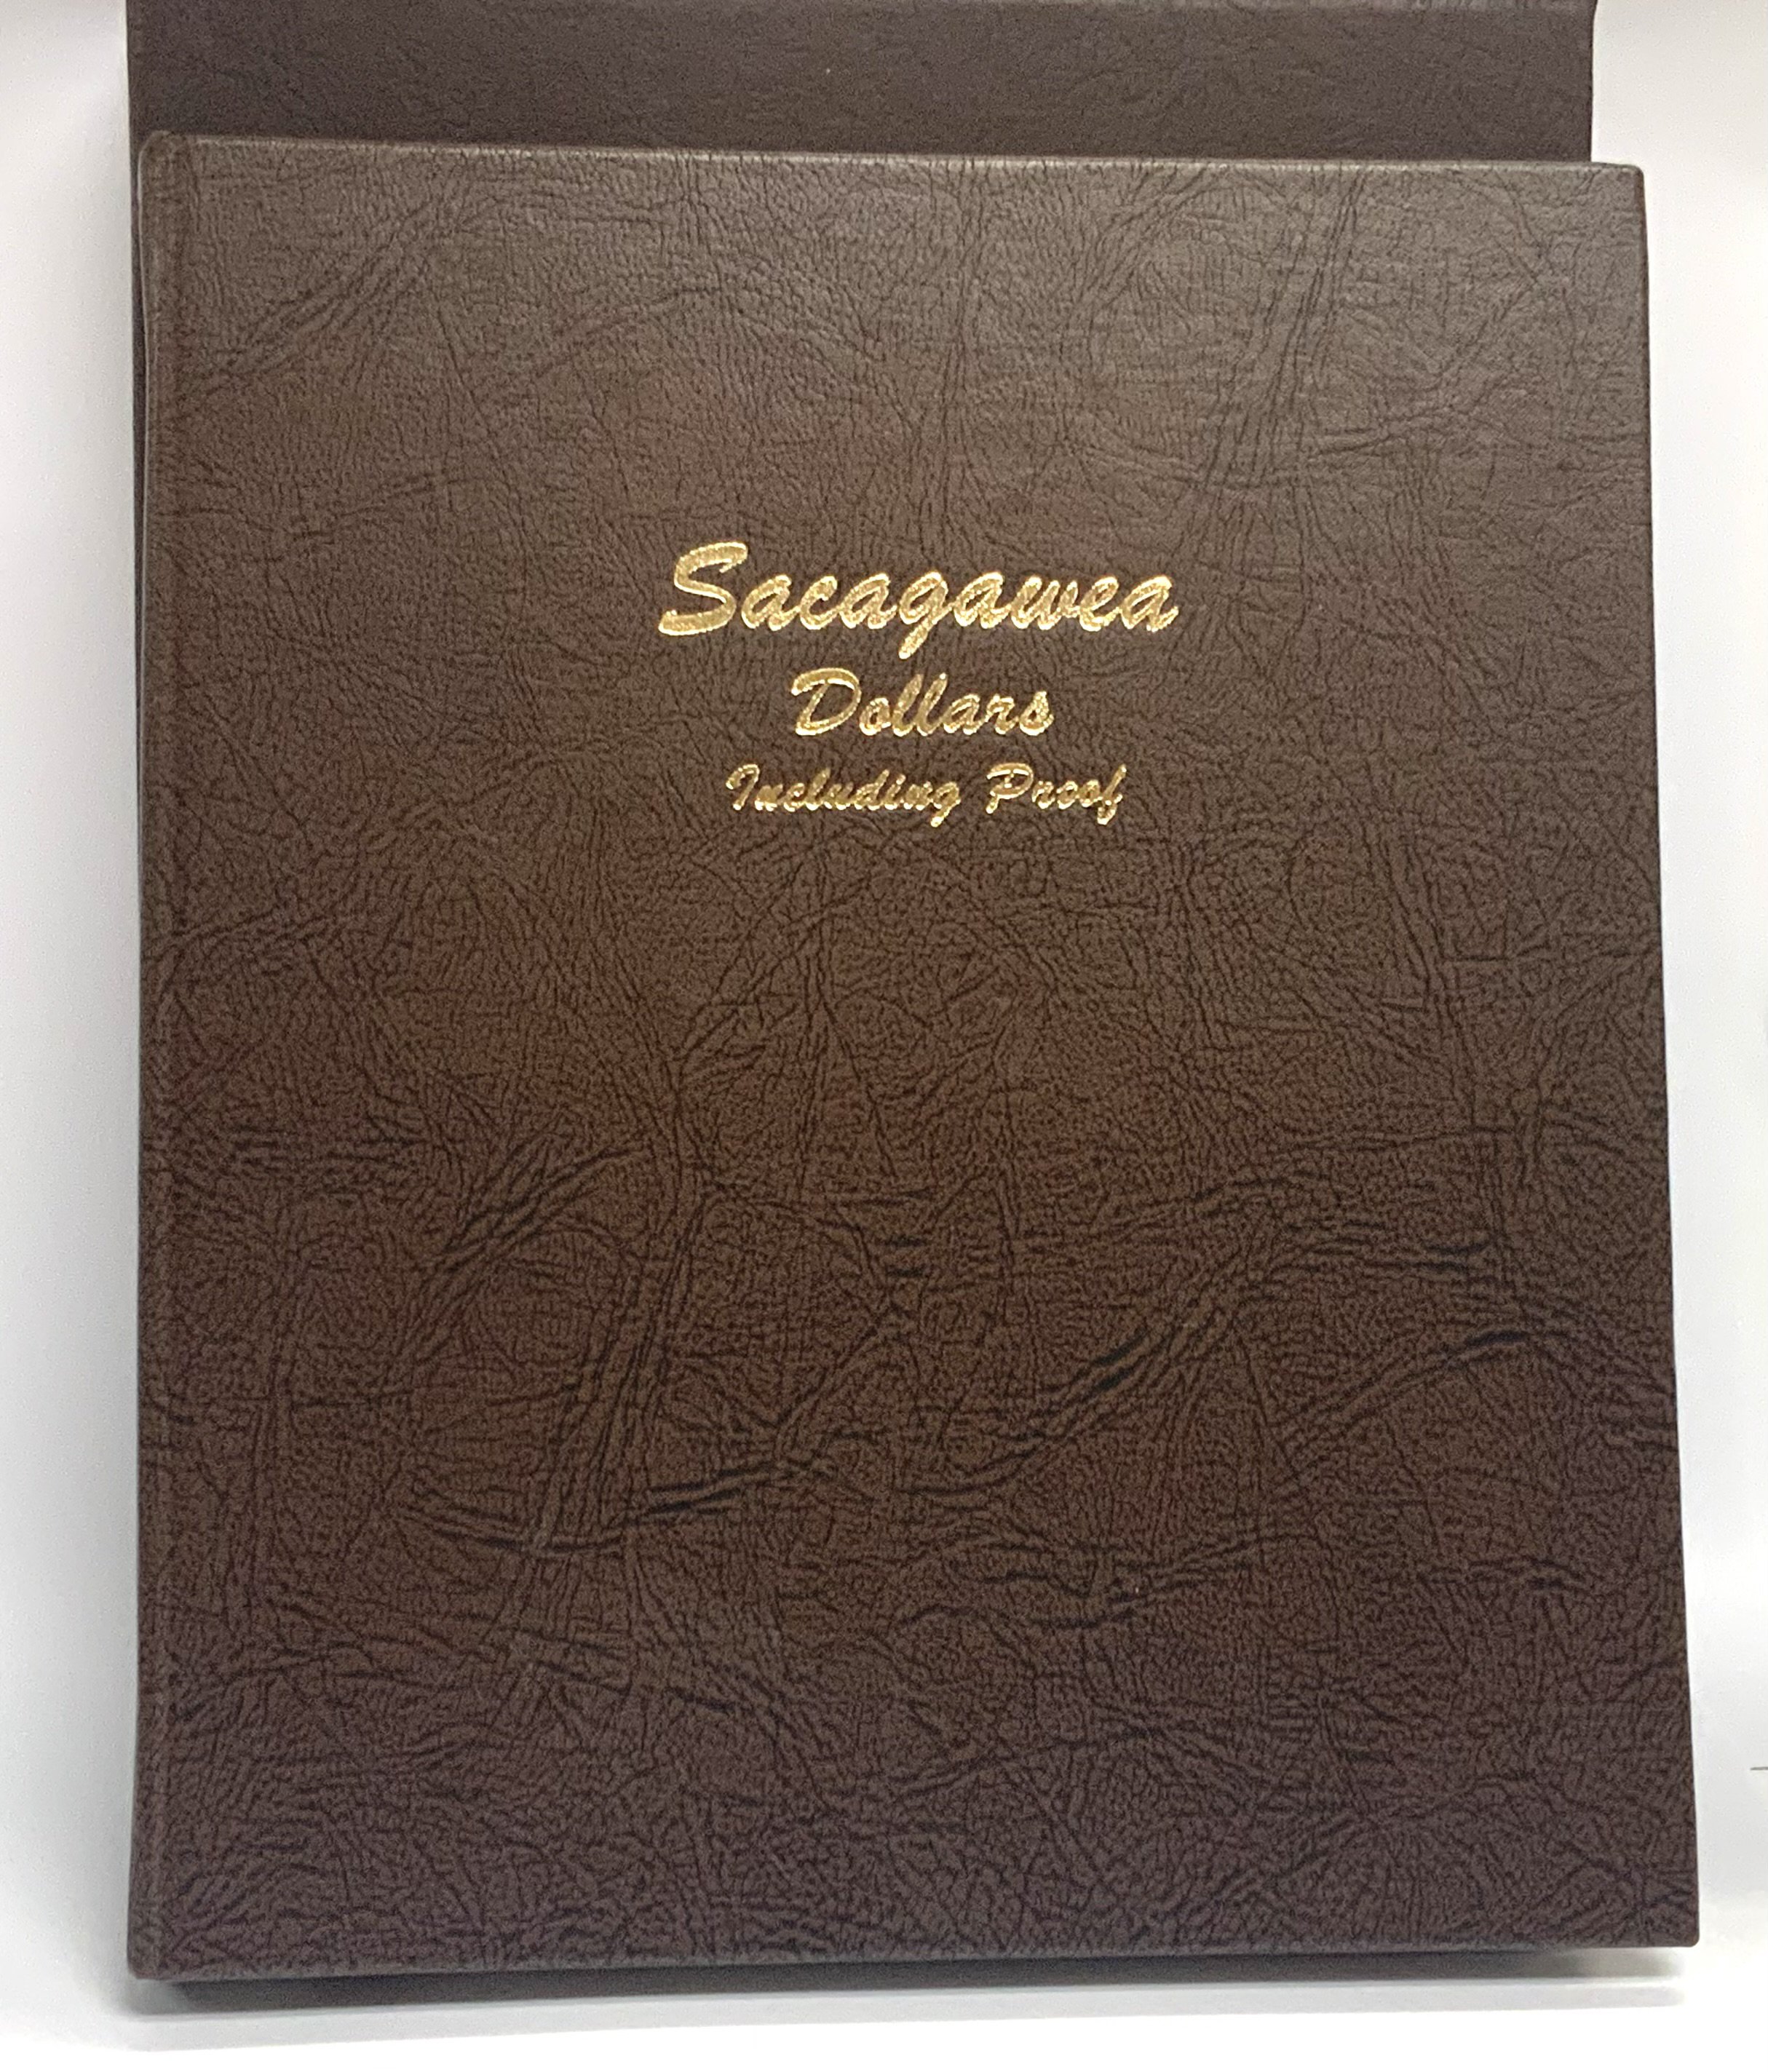 Sacagawea
Dollars
Including Proof